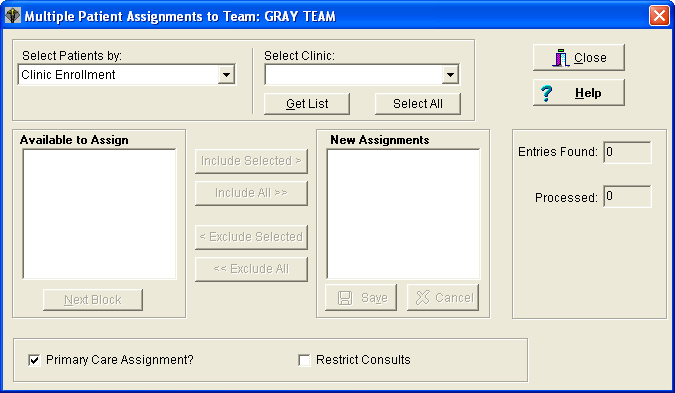 Multiple Patient Assignments to Team: GRAY TEAM
Select Patients by:
Clinic Enrollment
Select Clinic:
Get List
Select All
Close
Help
Available to Assign
Include Selected >
Include All >>
< Exclude Selected
<< Exclude All
Next Block
New Assignments
Save
Cancel
Entries Found: 0
Processed: 0
Primary Care Assignment?
Restrict Consults